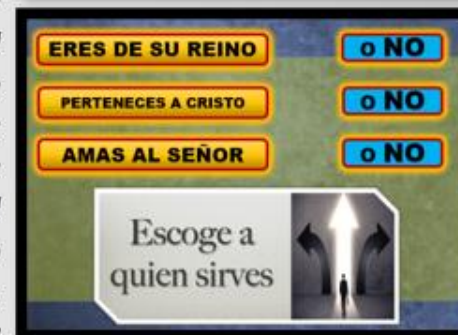 ERES DE SU REINO o NO
PERTENECES A CRISTO o NO
AMAS AL SEÑOR o NO
Escoge a
quien sirves